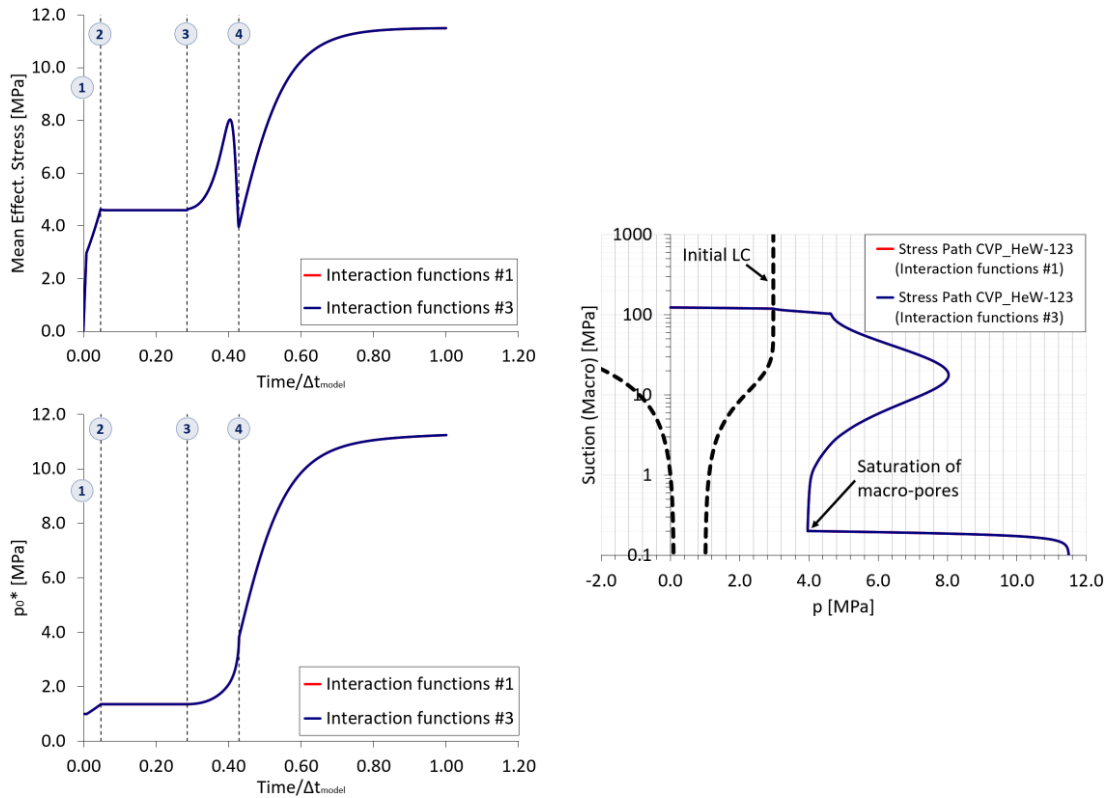 12.0
10.0
8.0
6.0
4.0
2.0
0.0
Mean Effect. Stress [MPa]
1
2
3
4
Interaction functions #1
Interaction functions #3
0.00 0.20 0.40 0.60 0.80 1.00 1.20
Time/Δtmodel
12.0
10.0
8.0
6.0
4.0
2.0
0.0
p₀* [MPa]
1
2
3
4
Interaction functions #1
Interaction functions #3
0.00 0.20 0.40 0.60 0.80 1.00 1.20
Time/Δtmodel
1000
100
10
1
0.1
Suction (Macro) [MPa]
Initial LC
Stress Path CVP_HeW-123
(Interaction functions #1)
Stress Path CVP_HeW-123
(Interaction functions #3)
Saturation of
macro-pores
-2.0 0.0 2.0 4.0 6.0 8.0 10.0 12.0
p [MPa]